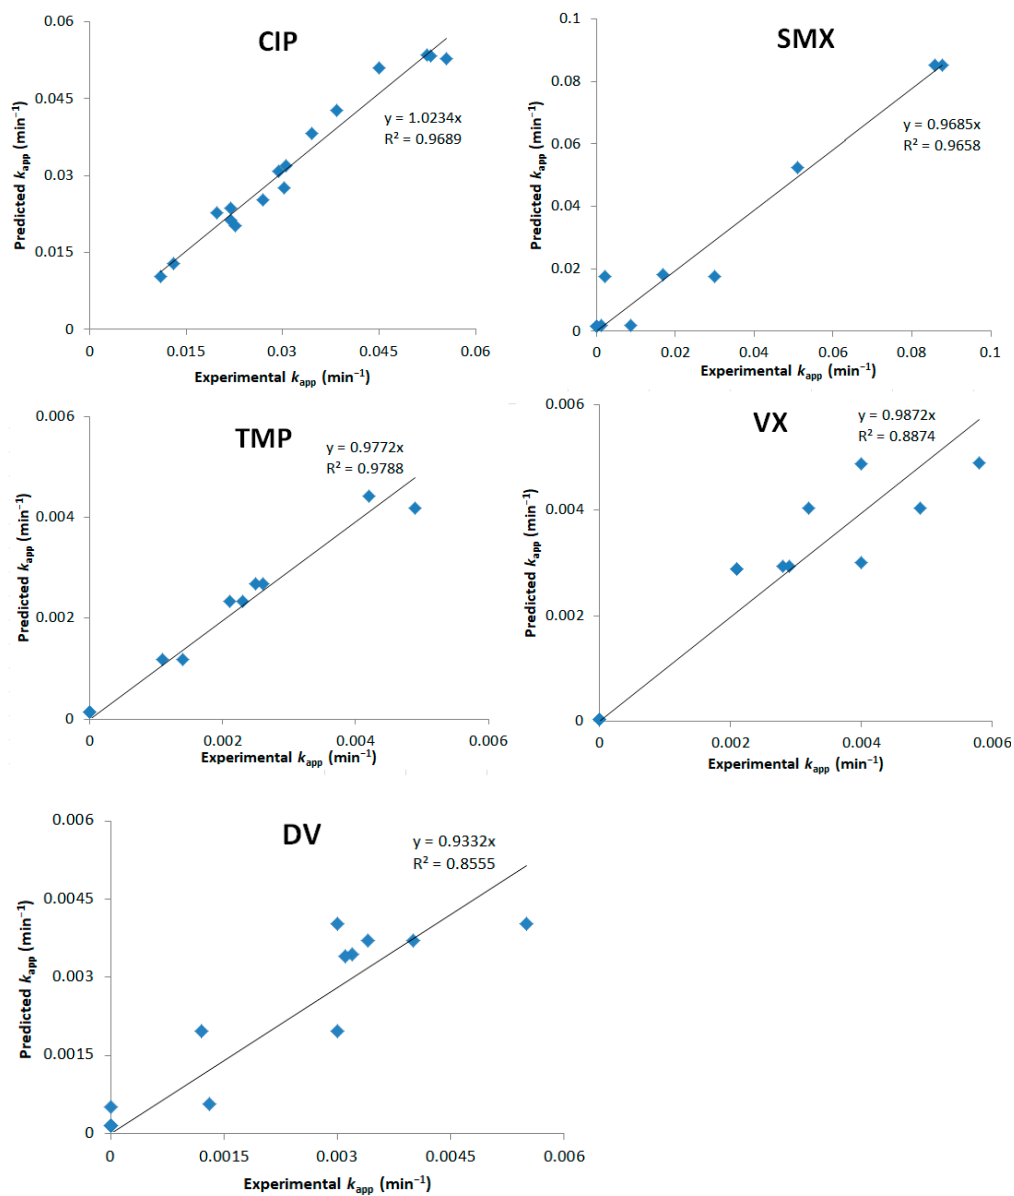 CIP
y = 1.0234x
R² = 0.9689
Predicted kapp (min⁻¹)
0.06
0.045
0.03
0.015
0
0
0.015
0.03
0.045
0.06
Experimental kapp (min⁻¹)
SMX
y = 0.9685x
R² = 0.9658
Predicted kapp (min⁻¹)
0.1
0.08
0.06
0.04
0.02
0
0
0.02
0.04
0.06
0.08
0.1
Experimental kapp (min⁻¹)
TMP
y = 0.9772x
R² = 0.9788
Predicted kapp (min⁻¹)
0.006
0.004
0.002
0
0
0.002
0.004
0.006
Experimental kapp (min⁻¹)
VX
y = 0.9872x
R² = 0.8874
Predicted kapp (min⁻¹)
0.006
0.004
0.002
0
0
0.002
0.004
0.006
Experimental kapp (min⁻¹)
DV
y = 0.9332x
R² = 0.8555
Predicted kapp (min⁻¹)
0.006
0.0045
0.003
0.0015
0
0
0.0015
0.003
0.0045
0.006
Experimental kapp (min⁻¹)